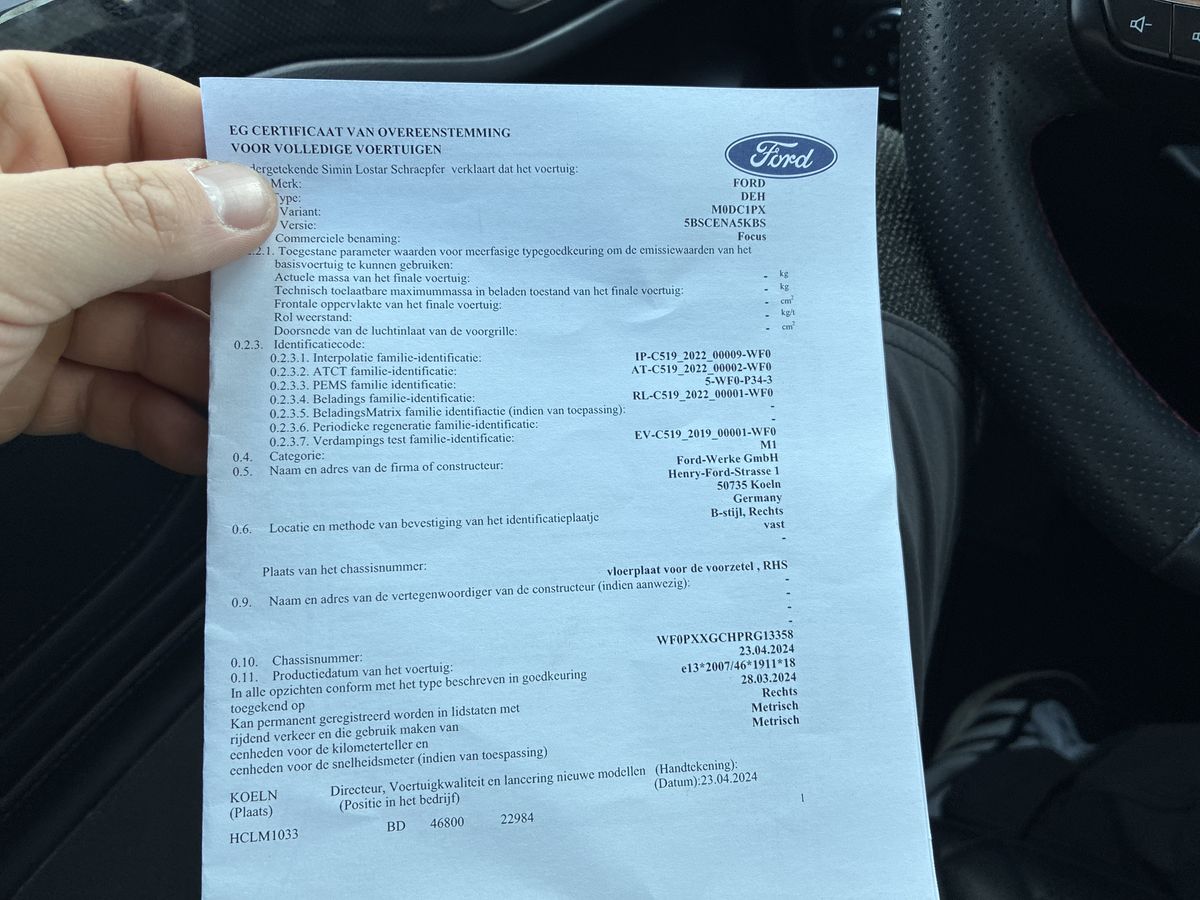 EG CERTIFICAAT VAN OVEREENSTEMMING
VOOR VOLLEDIGE VOERTUIGEN
Ford
dergetekende Simin Lostar Schraepfer verklaart dat het voertuig:
Merk: FORD
Type: DEH
Variant: M0DC1PX
Versie: 5BSCENA5KBS
Commerciele benaming: Focus
.2.1. Toegestane parameter waarden voor meerfasige typegoedkeuring om de emissiewaarden van het
basisvoertuig te kunnen gebruiken:
Actuele massa van het finale voertuig: - kg
Technisch toelaatbare maximummassa in beladen toestand van het finale voertuig: - kg
Frontale oppervlakte van het finale voertuig: - cm²
Rol weerstand: - kg/t
Doorsnede van de luchtinlaat van de voorgrille: - cm²
0.2.3. Identificatiecode:
0.2.3.1. Interpolatie familie-identificatie: IP-C519_2022_00009-WF0
0.2.3.2. ATCT familie-identificatie: AT-C519_2022_00002-WF0
0.2.3.3. PEMS familie identificatie: 5-WF0-P34-3
0.2.3.4. Beladings familie-identificatie: RL-C519_2022_00001-WF0
0.2.3.5. BeladingsMatrix familie identifiactie (indien van toepassing): -
0.2.3.6. Periodieke regeneratie familie-identificatie: -
0.2.3.7. Verdampings test familie-identificatie: EV-C519_2019_00001-WF0
0.4. Categorie: M1
0.5. Naam en adres van de firma of constructeur: Ford-Werke GmbH
Henry-Ford-Strasse 1
50735 Koeln
Germany
0.6. Locatie en methode van bevestiging van het identificatieplaatje B-stijl, Rechts
vast
-
Plaats van het chassisnummer: vloerplaat voor de voorzetel , RHS
0.9. Naam en adres van de vertegenwoordiger van de constructeur (indien aanwezig): -
-
-
-
0.10. Chassisnummer: WF0PXXGCHPRG13358
0.11. Productiedatum van het voertuig: 23.04.2024
In alle opzichten conform met het type beschreven in goedkeuring e13*2007/46*1911*18
toegekend op 28.03.2024
Kan permanent geregistreerd worden in lidstaten met
rijdend verkeer en die gebruik maken van Rechts
eenheden voor de kilometerteller en Metrisch
eenheden voor de snelheidsmeter (indien van toespassing) Metrisch
KOELN Directeur, Voertuigkwaliteit en lancering nieuwe modellen (Handtekening):
(Plaats) (Positie in het bedrijf) (Datum):23.04.2024
HCLM1033 BD 46800 22984
1